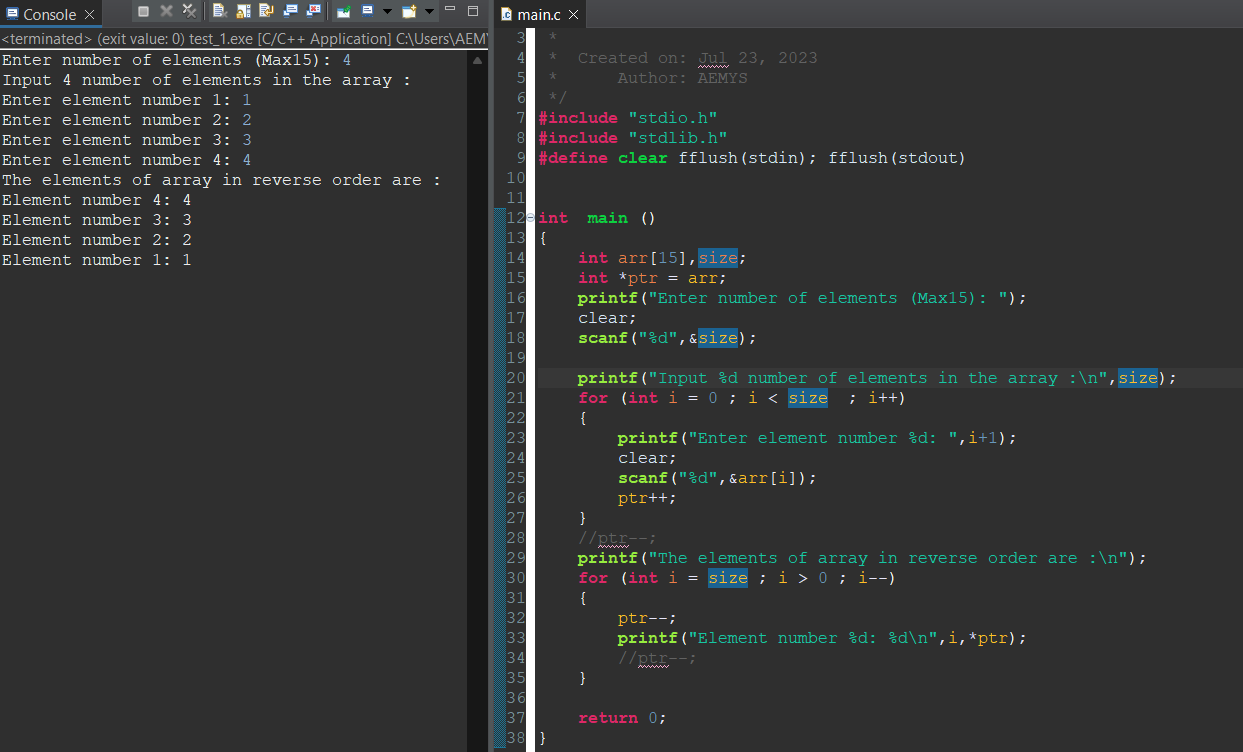 Console
<terminated> (exit value: 0) test_1.exe [C/C++ Application] C:\Users\AEM
Enter number of elements (Max15): 4
Input 4 number of elements in the array :
Enter element number 1: 1
Enter element number 2: 2
Enter element number 3: 3
Enter element number 4: 4
The elements of array in reverse order are :
Element number 4: 4
Element number 3: 3
Element number 2: 2
Element number 1: 1
main.c
3 *
4 *  Created on: Jul 23, 2023
5 *      Author: AEMYS
6 */
7 #include "stdio.h"
8 #include "stdlib.h"
9 #define clear fflush(stdin); fflush(stdout)
10
11
12 int  main ()
13 {
14     int arr[15],size;
15     int *ptr = arr;
16     printf("Enter number of elements (Max15): ");
17     clear;
18     scanf("%d",&size);
19
20     printf("Input %d number of elements in the array :\n",size);
21     for (int i = 0 ; i < size  ; i++)
22     {
23         printf("Enter element number %d: ",i+1);
24         clear;
25         scanf("%d",&arr[i]);
26         ptr++;
27     }
28     //ptr--;
29     printf("The elements of array in reverse order are :\n");
30     for (int i = size ; i > 0 ; i--)
31     {
32         ptr--;
33         printf("Element number %d: %d\n",i,*ptr);
34         //ptr--;
35     }
36
37     return 0;
38 }